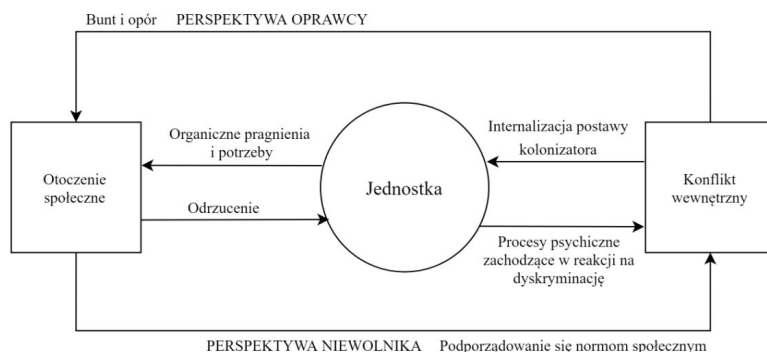 Bunt i opór PERSPEKTYWA OPRAWCY
Organiczne pragnienia
i potrzeby
Internalizacja postawy
kolonizatora
Otoczenie
społeczne
Jednostka
Konflikt
wewnętrzny
Odrzucenie
Procesy psychiczne
zachodzące w reakcji na
dyskryminację
PERSPEKTYWA NIEWOLNIKA Podporządowanie się normom społecznym